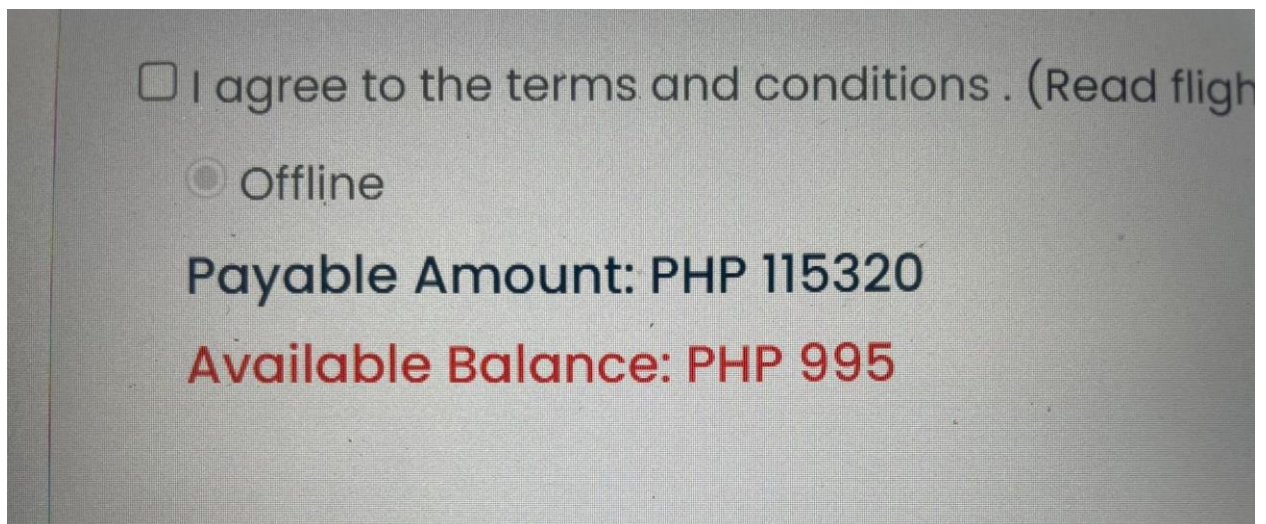 I agree to the terms and conditions . (Read fligh
Offline
Payable Amount: PHP 115320
Available Balance: PHP 995